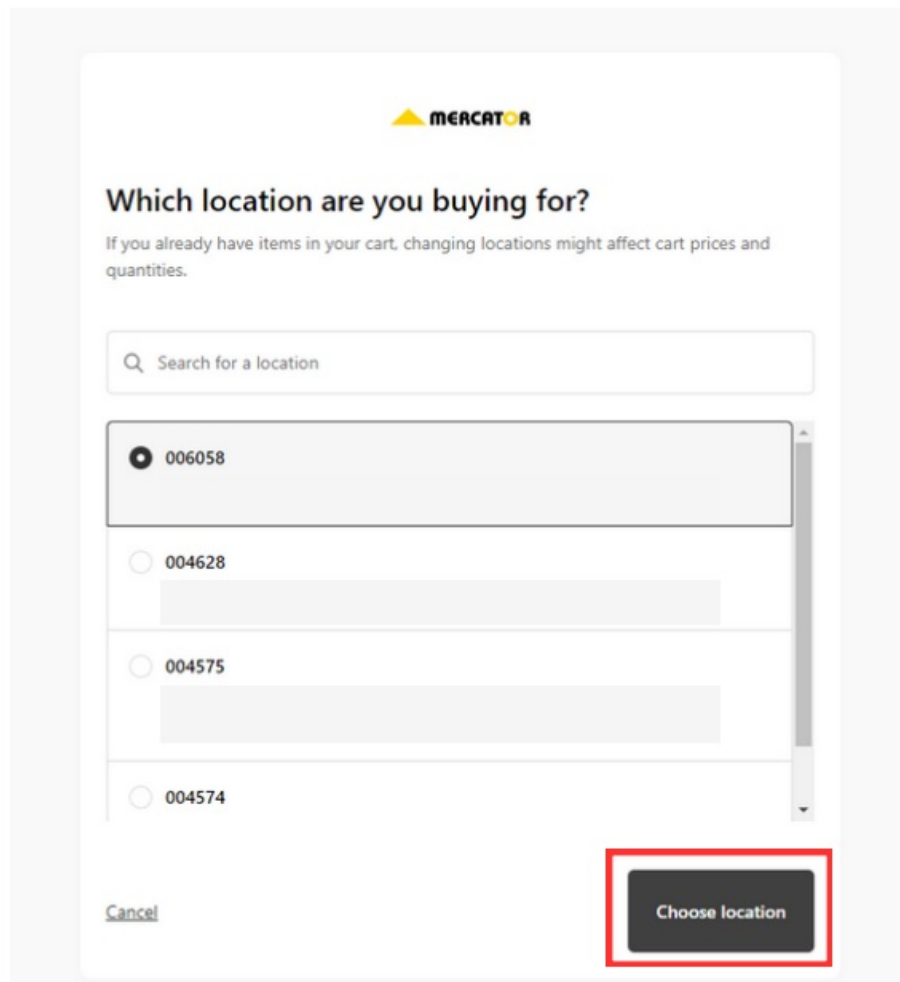 MERCATOR
Which location are you buying for?
If you already have items in your cart, changing locations might affect cart prices and
quantities.
Search for a location
006058
004628
004575
004574
Cancel
Choose location